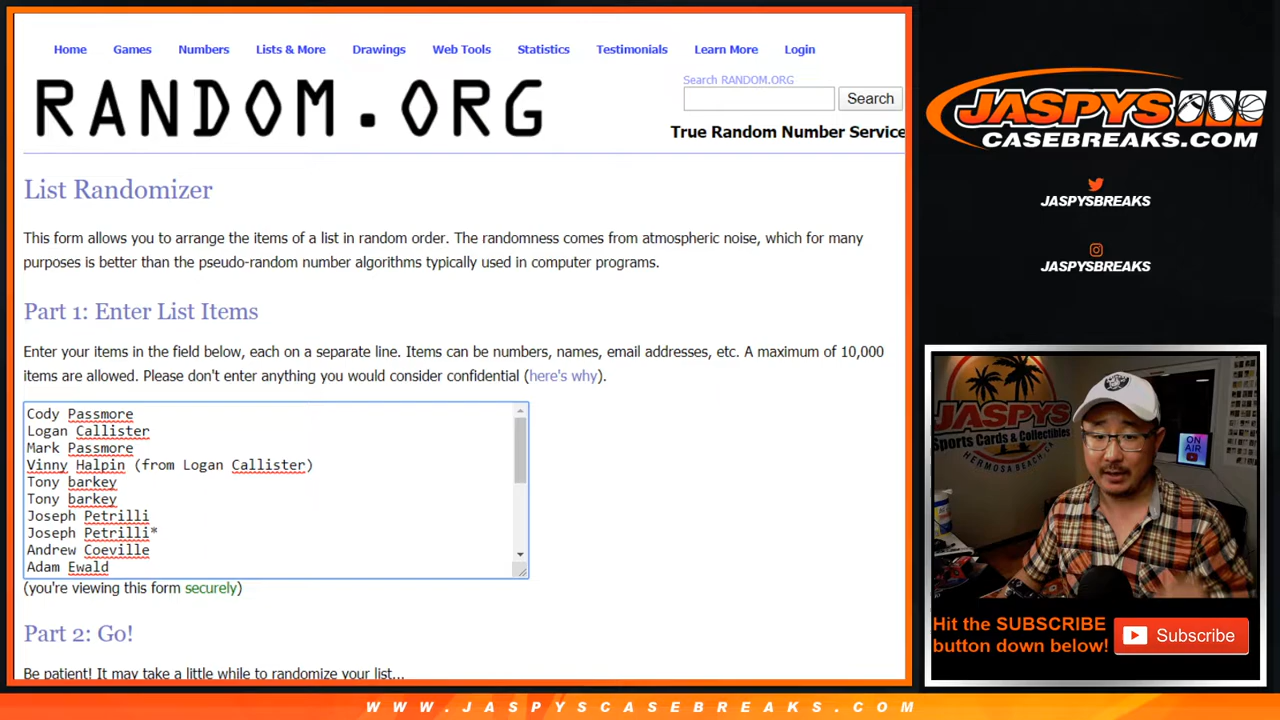 Home Games Numbers Lists & More Drawings Web Tools Statistics Testimonials Learn More Login
RANDOM.ORG
Search RANDOM.ORG
Search
True Random Number Service
List Randomizer
This form allows you to arrange the items of a list in random order. The randomness comes from atmospheric noise, which for many
purposes is better than the pseudo-random number algorithms typically used in computer programs.
Part 1: Enter List Items
Enter your items in the field below, each on a separate line. Items can be numbers, names, email addresses, etc. A maximum of 10,000
items are allowed. Please don't enter anything you would consider confidential (here's why).
Cody Passmore
Logan Callister
Mark Passmore
Vinny Halpin (from Logan Callister)
Tony barkey
Tony barkey
Joseph Petrilli
Joseph Petrilli*
Andrew Coeville
Adam Ewald
(you're viewing this form securely)
Part 2: Go!
Be patient! It may take a little while to randomize your list...
JASPYS
CASEBREAKS.COM
JASPYSBREAKS
JASPYSBREAKS
JASPYS
Sports Cards & Collectibles
HERMOSA BEACH, CA
ON
AIR
Hit the SUBSCRIBE
button down below!
Subscribe
WWW.JASPYSCASEBREAKS.COM